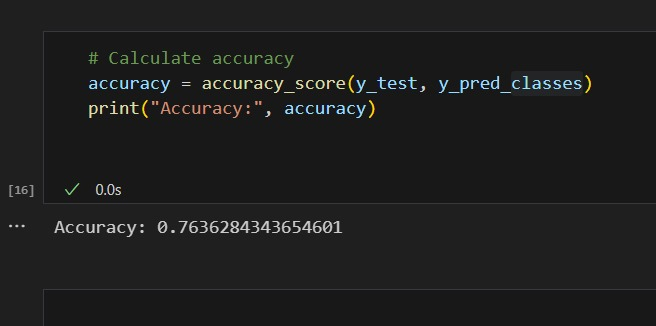 # Calculate accuracy
accuracy = accuracy_score(y_test, y_pred_classes)
print("Accuracy:", accuracy)
[16] 0.0s
Accuracy: 0.7636284343654601